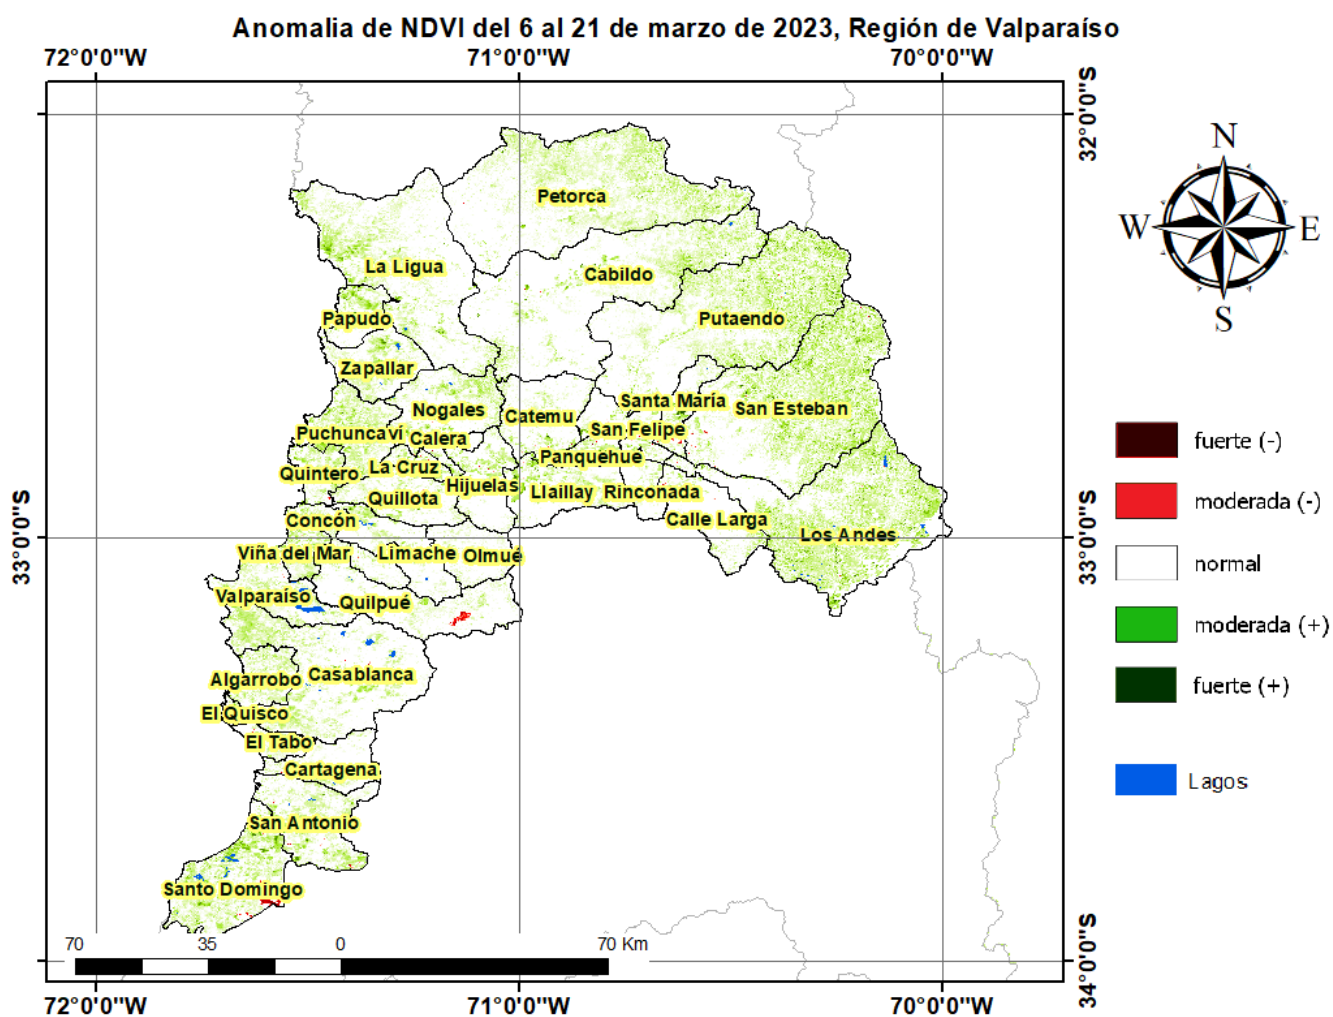 Anomalia de NDVI del 6 al 21 de marzo de 2023, Región de Valparaíso
72°0'0"W 71°0'0"W 70°0'0"W
32°0'0"S
N
W E
S
Petorca
La Ligua
Cabildo
Papudo
Putaendo
Zapallar
Santa María
Nogales
San Esteban
Catemu
San Felipe
Puchuncaví
Calera
Panquehue
La Cruz
Quintero
Hijuelas
Llaillay
Rinconada
Quillota
Concón
Calle Larga
Los Andes
Viña del Mar
Limache
Olmué
Valparaíso
Quilpué
Casablanca
Algarrobo
El Quisco
El Tabo
Cartagena
San Antonio
Santo Domingo
33°0'0"S
33°0'0"S
fuerte (-)
moderada (-)
normal
moderada (+)
fuerte (+)
Lagos
70 35 0 70 Km
34°0'0"S
72°0'0"W 71°0'0"W 70°0'0"W